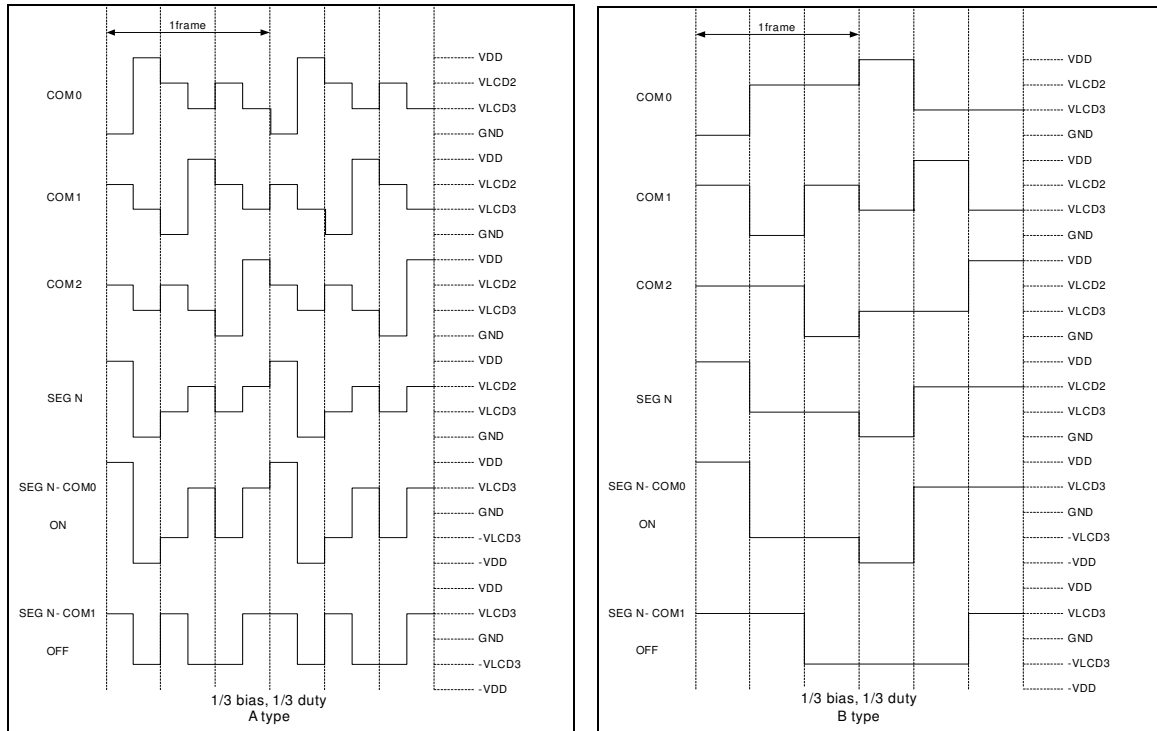 1frame
COM0
VDD
VLCD2
VLCD3
GND
COM1
VDD
VLCD2
VLCD3
GND
COM2
VDD
VLCD2
VLCD3
GND
SEG N
VDD
VLCD2
VLCD3
GND
SEG N- COM0
ON
VDD
VLCD3
GND
-VLCD3
-VDD
SEG N- COM1
OFF
VDD
VLCD3
GND
-VLCD3
-VDD
1/3 bias, 1/3 duty
A type
1frame
COM0
VDD
VLCD2
VLCD3
GND
COM1
VDD
VLCD2
VLCD3
GND
COM2
VDD
VLCD2
VLCD3
GND
SEG N
VDD
VLCD2
VLCD3
GND
SEG N- COM0
ON
VDD
VLCD3
GND
-VLCD3
-VDD
SEG N- COM1
OFF
VDD
VLCD3
GND
-VLCD3
-VDD
1/3 bias, 1/3 duty
B type